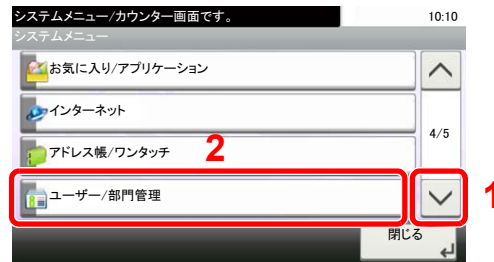 システムメニュー/カウンター画面です。 10:10
システムメニュー
お気に入り/アプリケーション
インターネット
4/5
アドレス帳/ワンタッチ 2
ユーザー/部門管理 1
閉じる